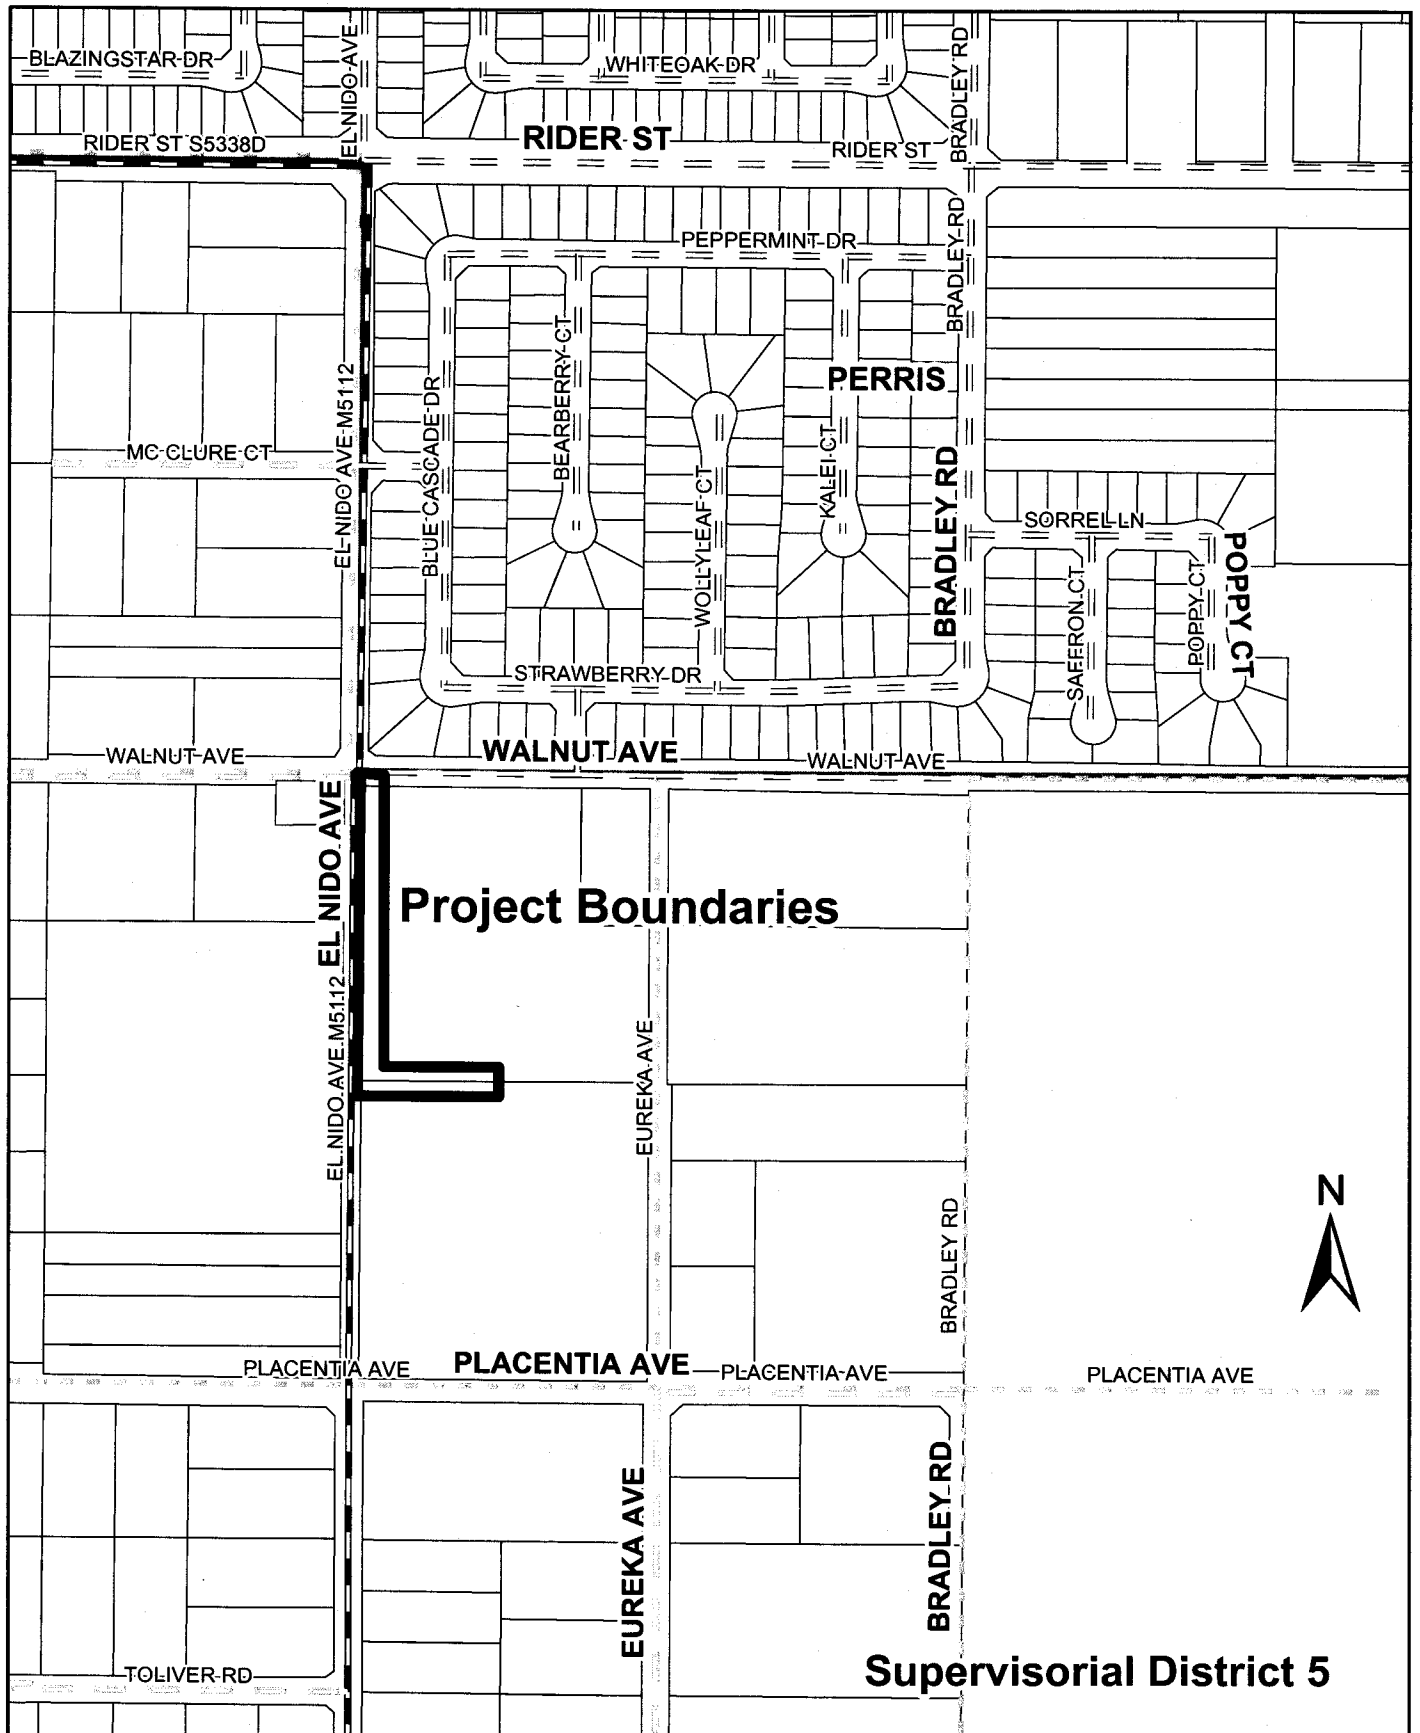 BLAZINGSTAR DR
EL NIDO AVE
WHITEOAK DR
BRADLEY RD
RIDER ST S5338D
RIDER ST
RIDER ST
PEPPERMINT DR
BRADLEY RD
EL NIDO AVE M5112
BLUE CASCADE DR
BEARBERRY CT
PERRIS
MC CLURE CT
WOLLYLEAF CT
KALEI CT
BRADLEY RD
SORREL LN
SAFFRON CT
POPPY CT
POPPY CT
STRAWBERRY DR
WALNUT AVE
WALNUT AVE
WALNUT AVE
EL NIDO AVE
Project Boundaries
EL NIDO AVE M5112
EUREKA AVE
N
BRADLEY RD
PLACENTIA AVE
PLACENTIA AVE
PLACENTIA AVE
PLACENTIA AVE
EUREKA AVE
BRADLEY RD
TOLIVER RD
Supervisorial District 5